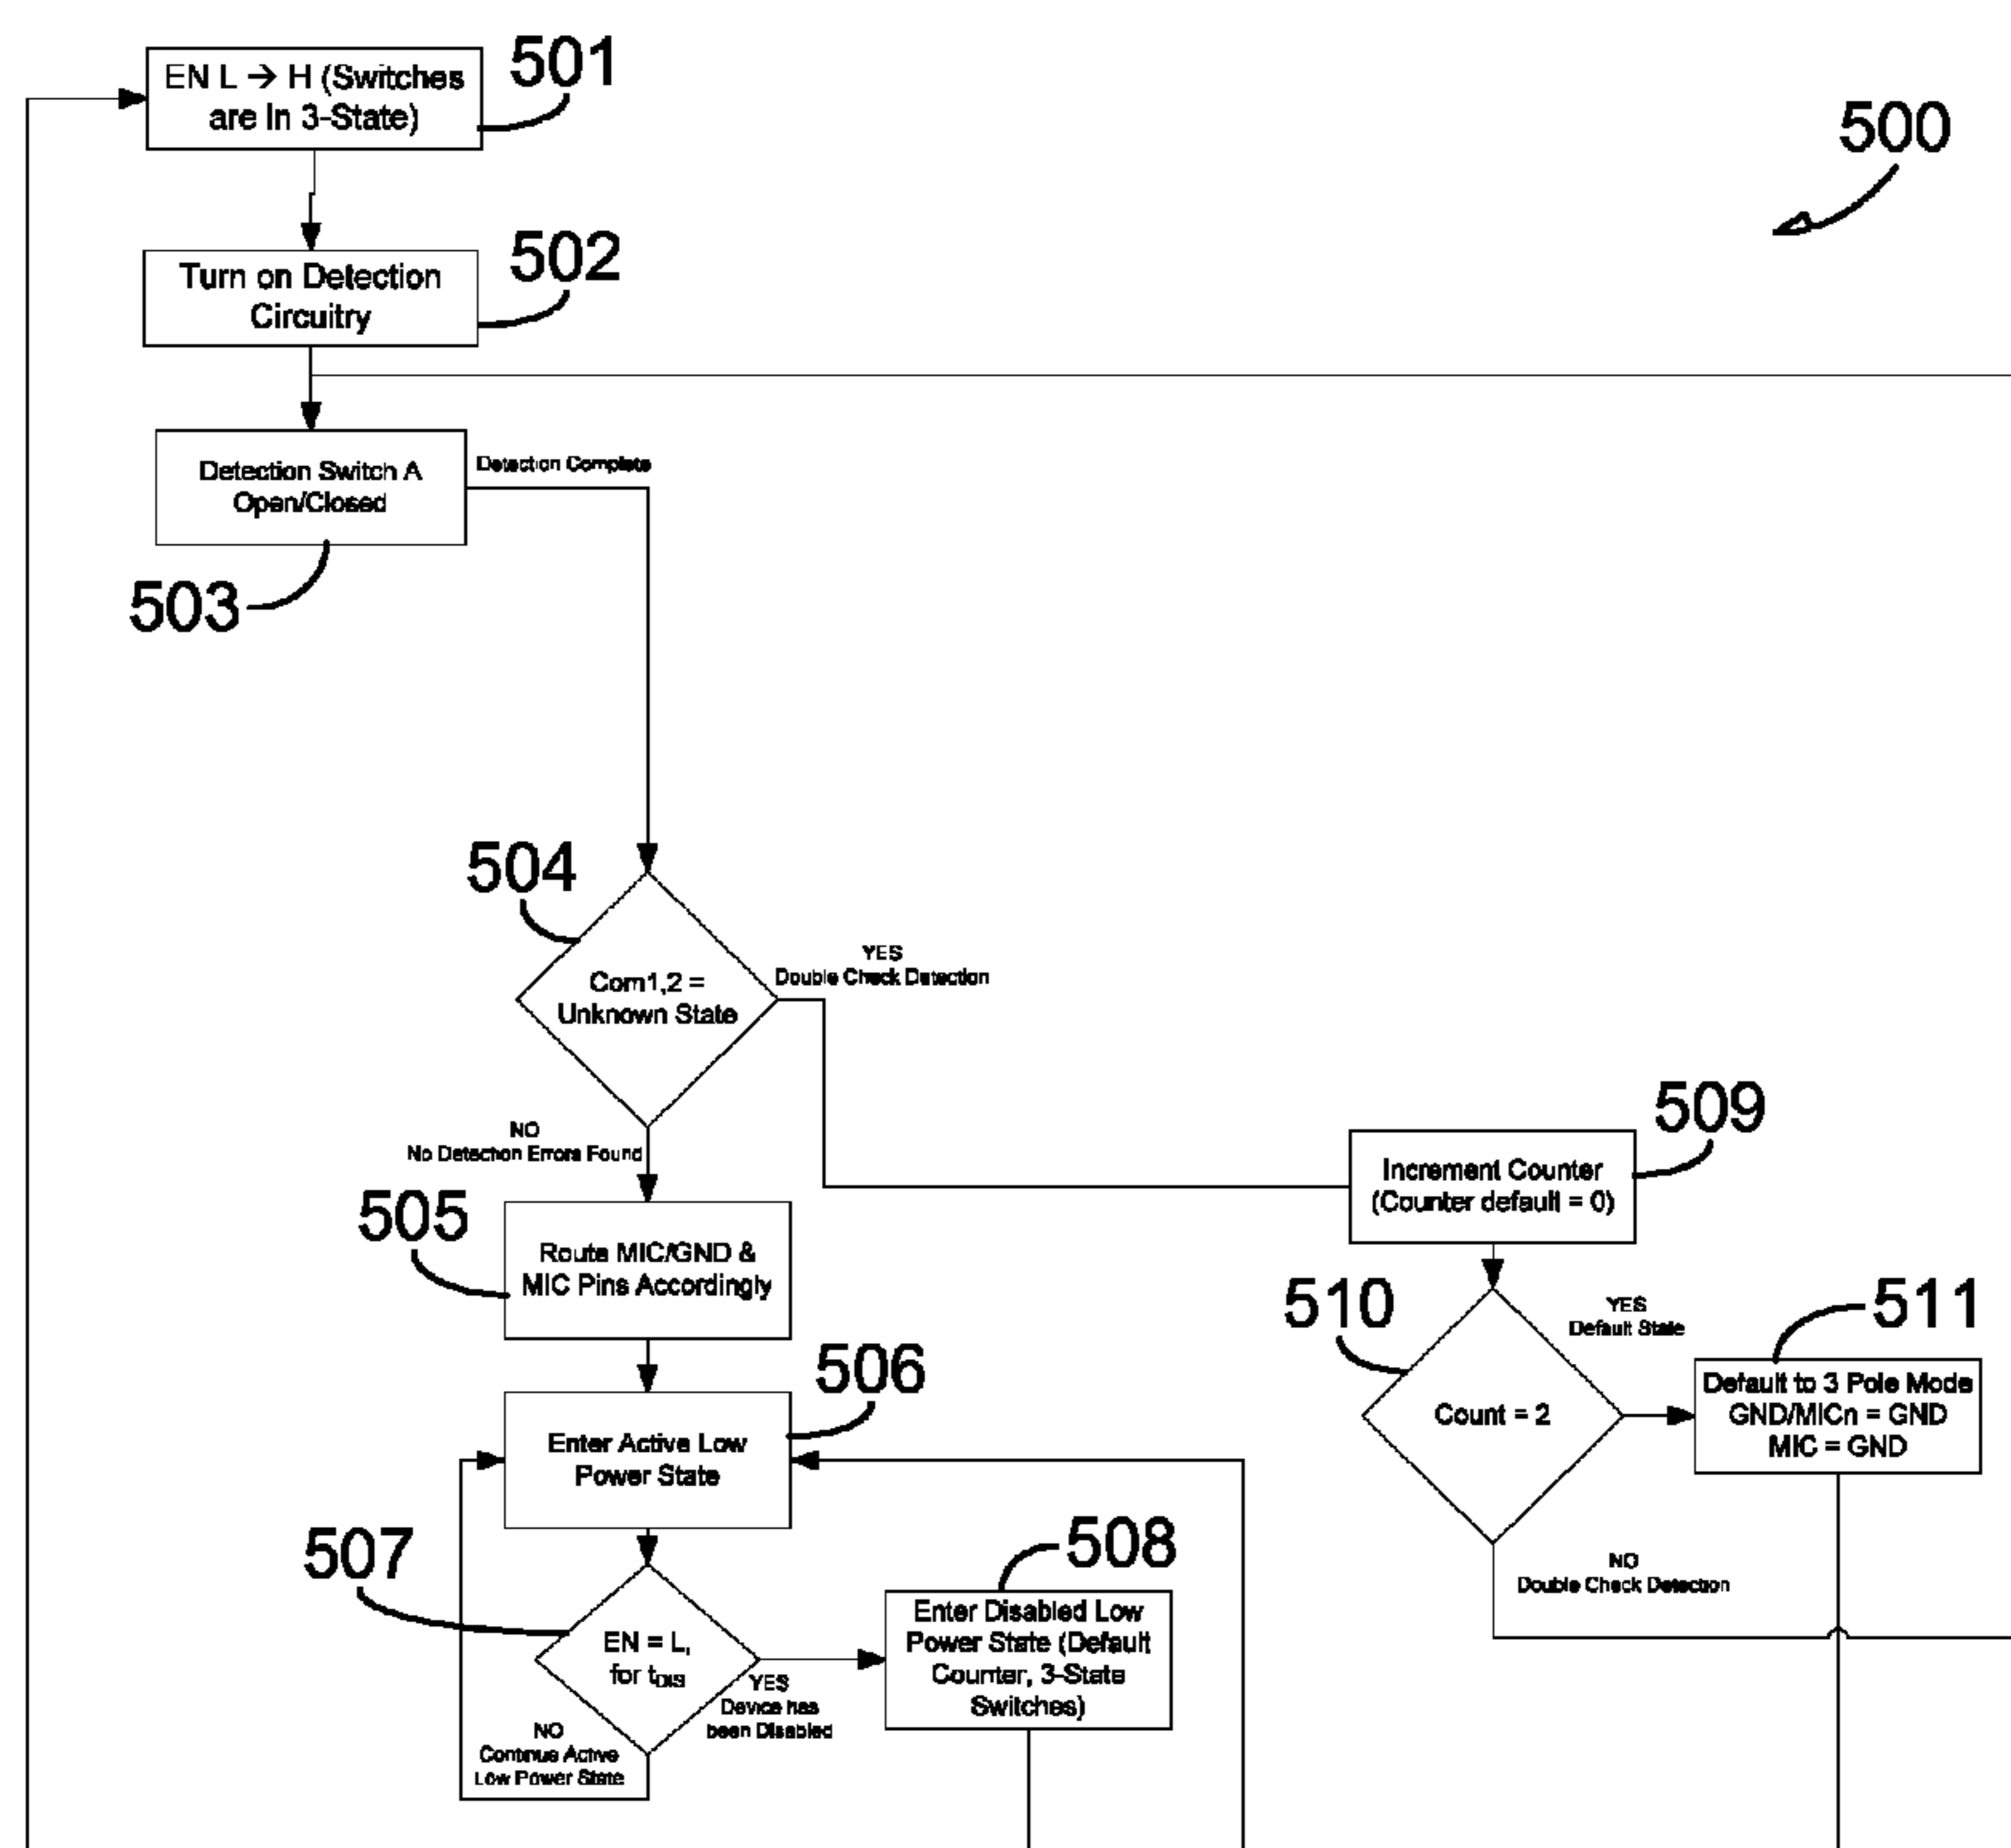 501
EN L → H (Switches
are In 3-State)
500
502
Turn on Detection
Circuitry
Detection Switch A
Open/Closed
Detection Complete
503
504
Com1,2 =
Unknown State
YES
Double Check Detection
NO
No Detection Errors Found
509
Increment Counter
(Counter default = 0)
505
Route MIC/GND &
MIC Pins Accordingly
510
Count = 2
YES
Default State
511
Default to 3 Pole Mode
GND/MICn = GND
MIC = GND
506
Enter Active Low
Power State
507
EN = L,
for tDIS
508
Enter Disabled Low
Power State (Default
Counter, 3-State
Switches)
NO
Double Check Detection
YES
Device has
been Disabled
NO
Continue Active
Low Power State